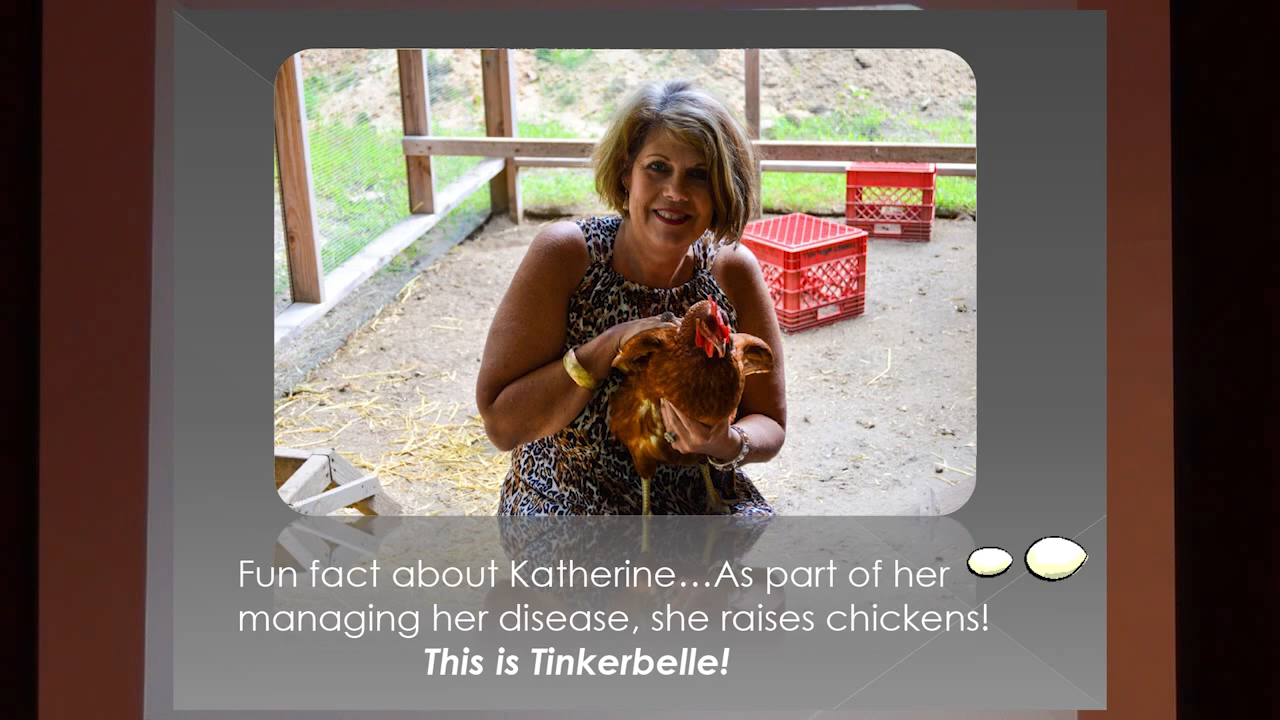 Fun fact about Katherine…As part of her
managing her disease, she raises chickens!
This is Tinkerbelle!